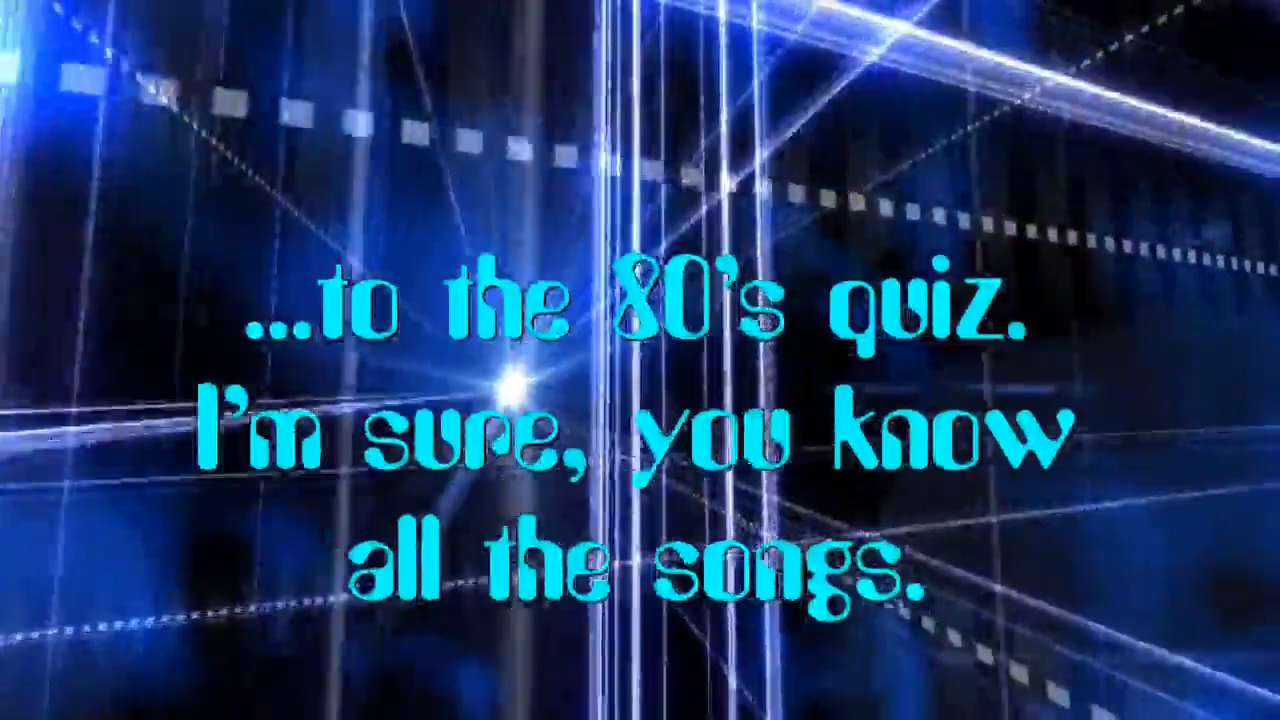 ...to the 80's quiz.
I'm sure, you know
all the songs.